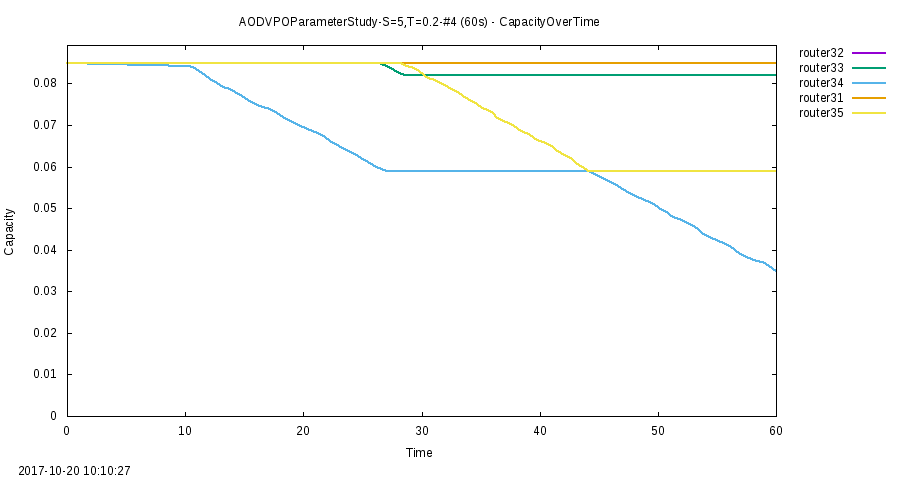 AODVPOParameterStudy-S=5,T=0.2-#4 (60s) - CapacityOverTime
router32
router33
router34
router31
router35
0.08
0.07
0.06
0.05
0.04
0.03
0.02
0.01
0
Capacity
0 10 20 30 40 50 60
Time
2017-10-20 10:10:27